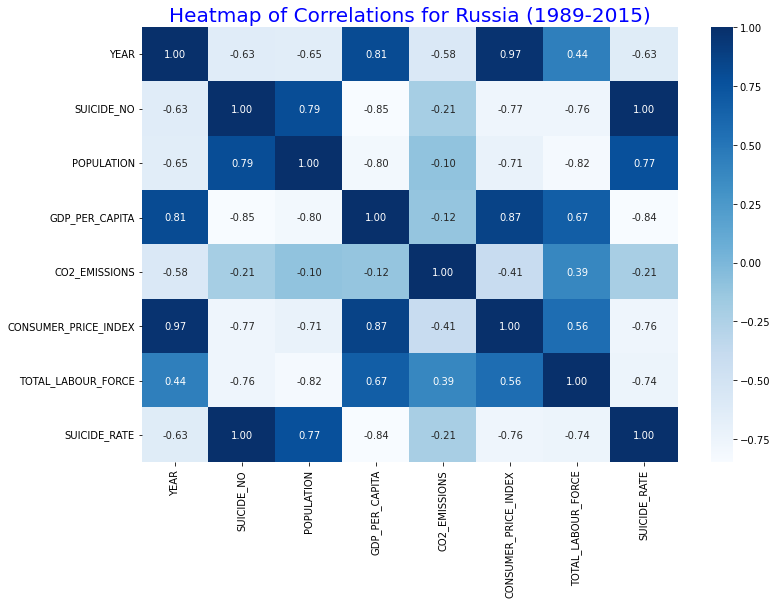 Heatmap of Correlations for Russia (1989-2015)
YEAR 1.00 -0.63 -0.65 0.81 -0.58 0.97 0.44 -0.63
SUICIDE_NO -0.63 1.00 0.79 -0.85 -0.21 -0.77 -0.76 1.00
POPULATION -0.65 0.79 1.00 -0.80 -0.10 -0.71 -0.82 0.77
GDP_PER_CAPITA 0.81 -0.85 -0.80 1.00 -0.12 0.87 0.67 -0.84
CO2_EMISSIONS -0.58 -0.21 -0.10 -0.12 1.00 -0.41 0.39 -0.21
CONSUMER_PRICE_INDEX 0.97 -0.77 -0.71 0.87 -0.41 1.00 0.56 -0.76
TOTAL_LABOUR_FORCE 0.44 -0.76 -0.82 0.67 0.39 0.56 1.00 -0.74
SUICIDE_RATE -0.63 1.00 0.77 -0.84 -0.21 -0.76 -0.74 1.00
YEAR
SUICIDE_NO
POPULATION
GDP_PER_CAPITA
CO2_EMISSIONS
CONSUMER_PRICE_INDEX
TOTAL_LABOUR_FORCE
SUICIDE_RATE
1.00
0.75
0.50
0.25
0.00
−0.25
−0.50
−0.75